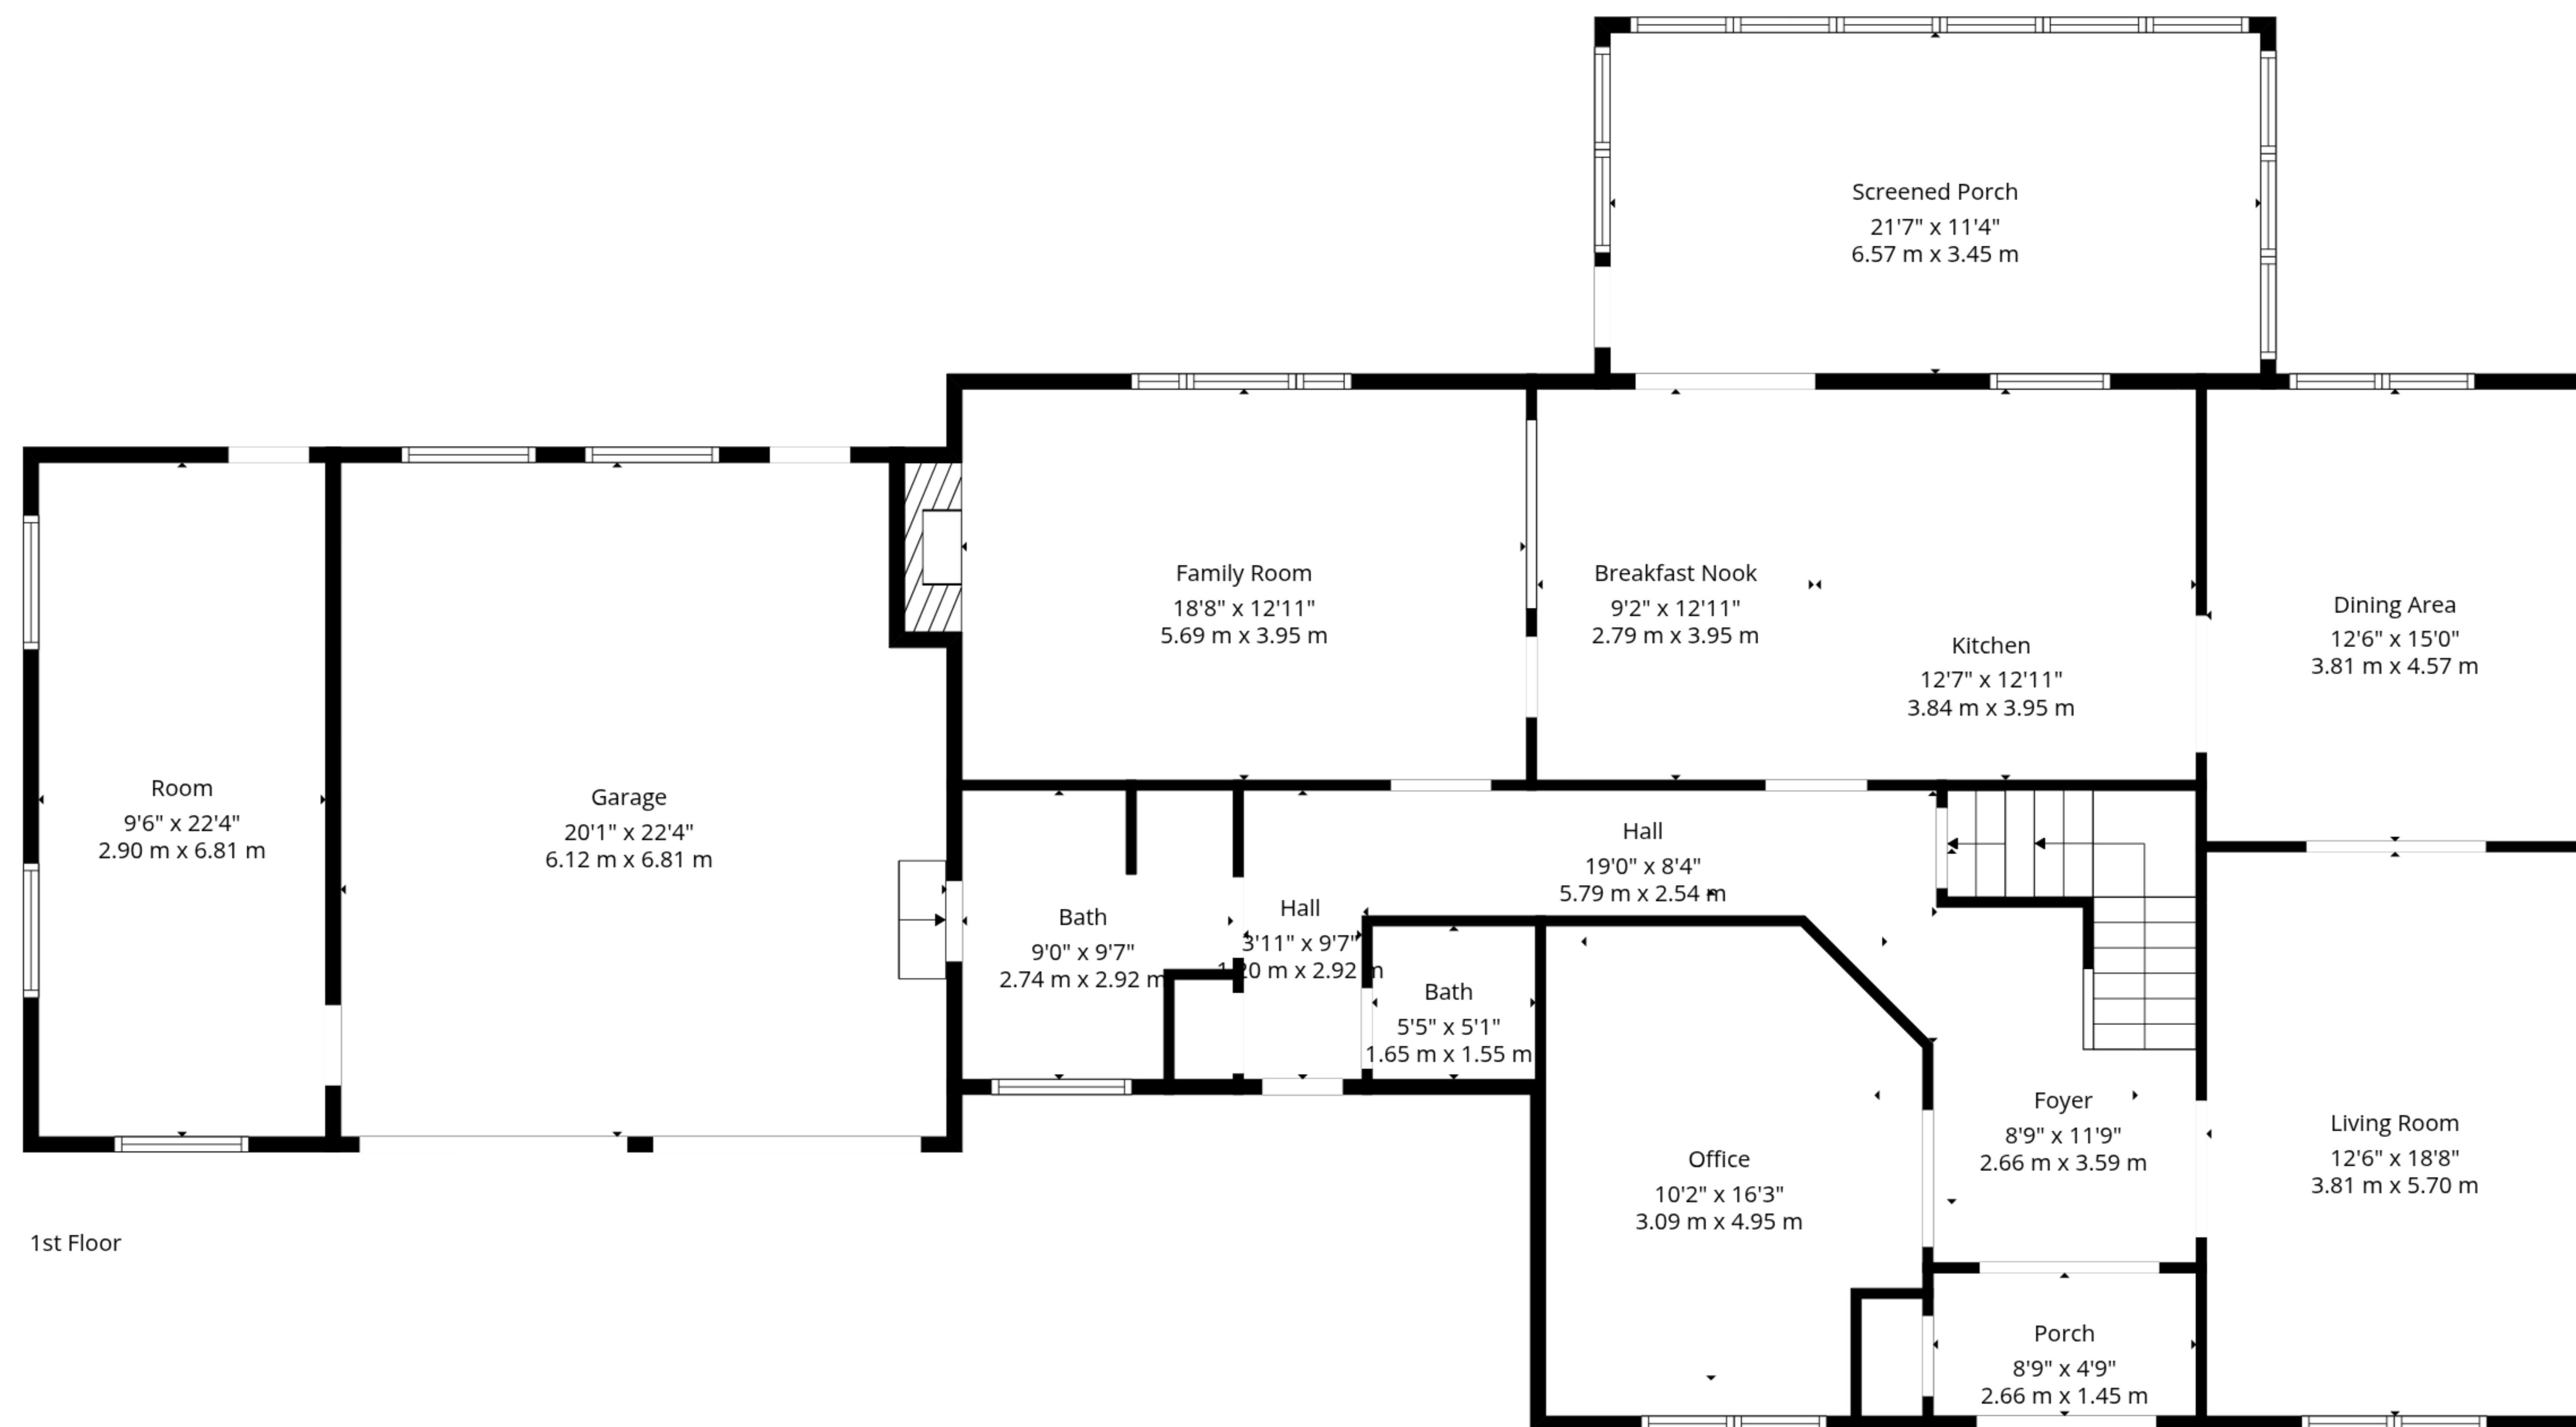 Screened Porch
21'7" x 11'4"
6.57 m x 3.45 m
Family Room
18'8" x 12'11"
5.69 m x 3.95 m
Breakfast Nook
9'2" x 12'11"
2.79 m x 3.95 m
Kitchen
12'7" x 12'11"
3.84 m x 3.95 m
Dining Area
12'6" x 15'0"
3.81 m x 4.57 m
Room
9'6" x 22'4"
2.90 m x 6.81 m
Garage
20'1" x 22'4"
6.12 m x 6.81 m
Hall
19'0" x 8'4"
5.79 m x 2.54 m
Bath
9'0" x 9'7"
2.74 m x 2.92 m
Hall
3'11" x 9'7"
1.20 m x 2.92 m
Bath
5'5" x 5'1"
1.65 m x 1.55 m
Foyer
8'9" x 11'9"
2.66 m x 3.59 m
Living Room
12'6" x 18'8"
3.81 m x 5.70 m
Office
10'2" x 16'3"
3.09 m x 4.95 m
1st Floor
Porch
8'9" x 4'9"
2.66 m x 1.45 m